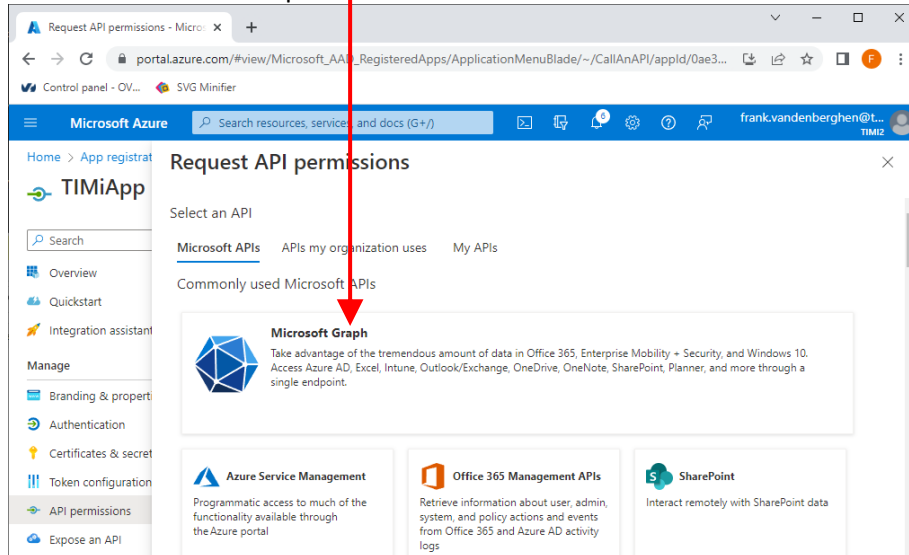 Request API permissions - Micro
portal.azure.com/#view/Microsoft_AAD_RegisteredApps/ApplicationMenuBlade/~/CallAnAPI/appId/0ae3...
F
Control panel - OV...
SVG Minifier
Microsoft Azure
Search resources, services, and docs (G+/)
6
frank.vandenberghen@t...
TIMI2
Home > App registrat
TIMiApp
Search
Overview
Quickstart
Integration assistant
Manage
Branding & properti
Authentication
Certificates & secret
Token configuration
API permissions
Expose an API
Request API permissions
Select an API
Microsoft APIs
APIs my organization uses
My APIs
Commonly used Microsoft APIs
Microsoft Graph
Take advantage of the tremendous amount of data in Office 365, Enterprise Mobility + Security, and Windows 10.
Access Azure AD, Excel, Intune, Outlook/Exchange, OneDrive, OneNote, SharePoint, Planner, and more through a
single endpoint.
Azure Service Management
Programmatic access to much of the
functionality available through
the Azure portal
Office 365 Management APIs
Retrieve information about user, admin,
system, and policy actions and events
from Office 365 and Azure AD activity
logs
SharePoint
Interact remotely with SharePoint data